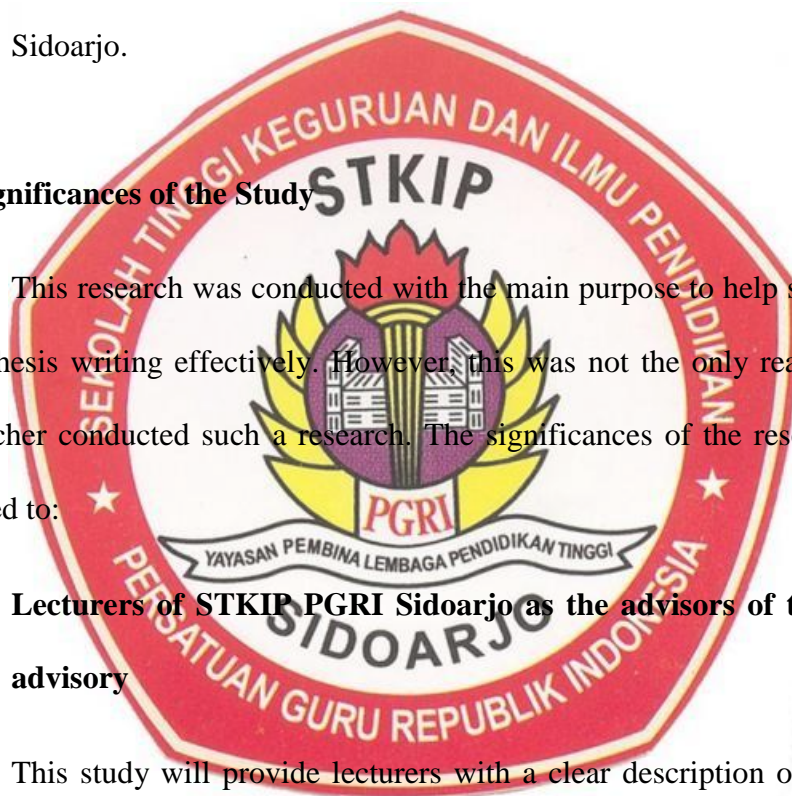 Sidoarjo.
gnificances of the Study
This research was conducted with the main purpose to help s
nesis writing effectively. However, this was not the only rea
cher conducted such a research. The significances of the rese
ed to:
Lecturers of STKIP PGRI Sidoarjo as the advisors of t
advisory
This study will provide lecturers with a clear description o
SEKOLAH TINGGI KEGURUAN DAN ILMU PENDIDIKAN
STKIP
PGRI
YAYASAN PEMBINA LEMBAGA PENDIDIKAN TINGGI
SIDOARJO
PERSATUAN GURU REPUBLIK INDONESIA